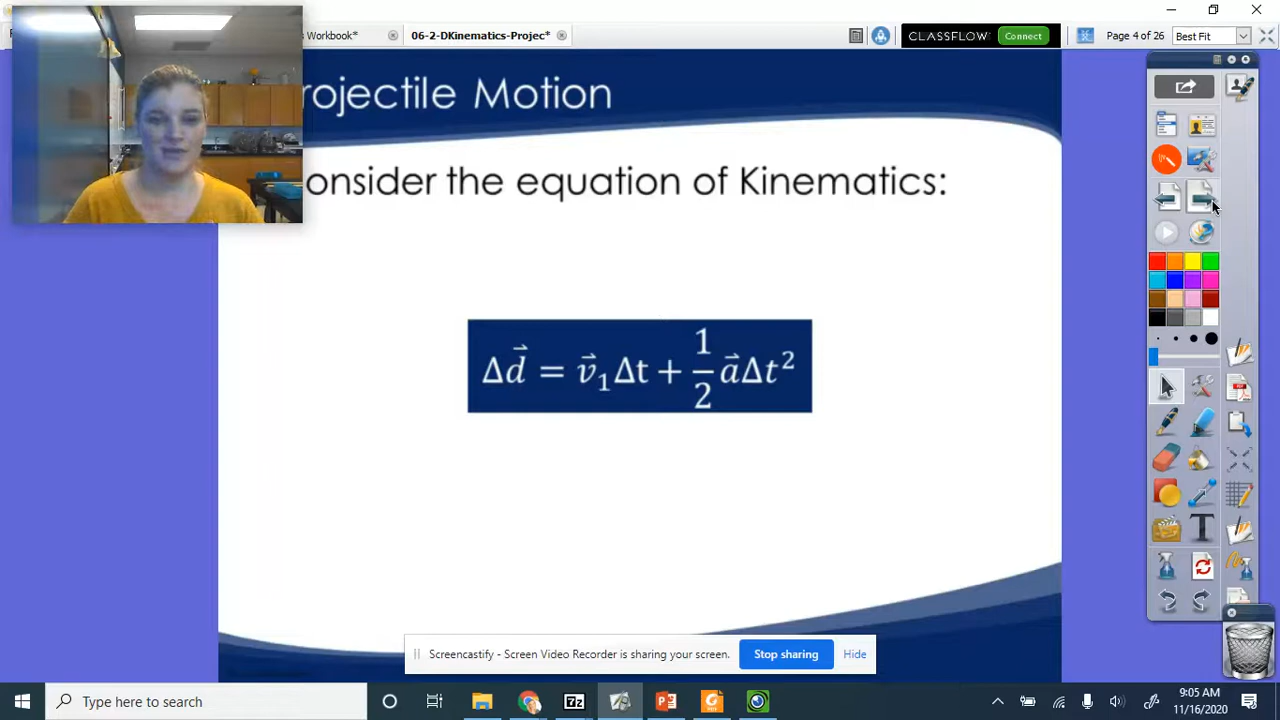 s Workbook*
06-2-DKinematics-Projec*
CLASSFLOW
Connect
Page 4 of 26
Best Fit
rojectile Motion
onsider the equation of Kinematics:
Δd⃗ = v⃗₁Δt + 1/2 a⃗Δt²
T
Screencastify - Screen Video Recorder is sharing your screen.
Stop sharing
Hide
Type here to search
7z
P
9:05 AM
11/16/2020